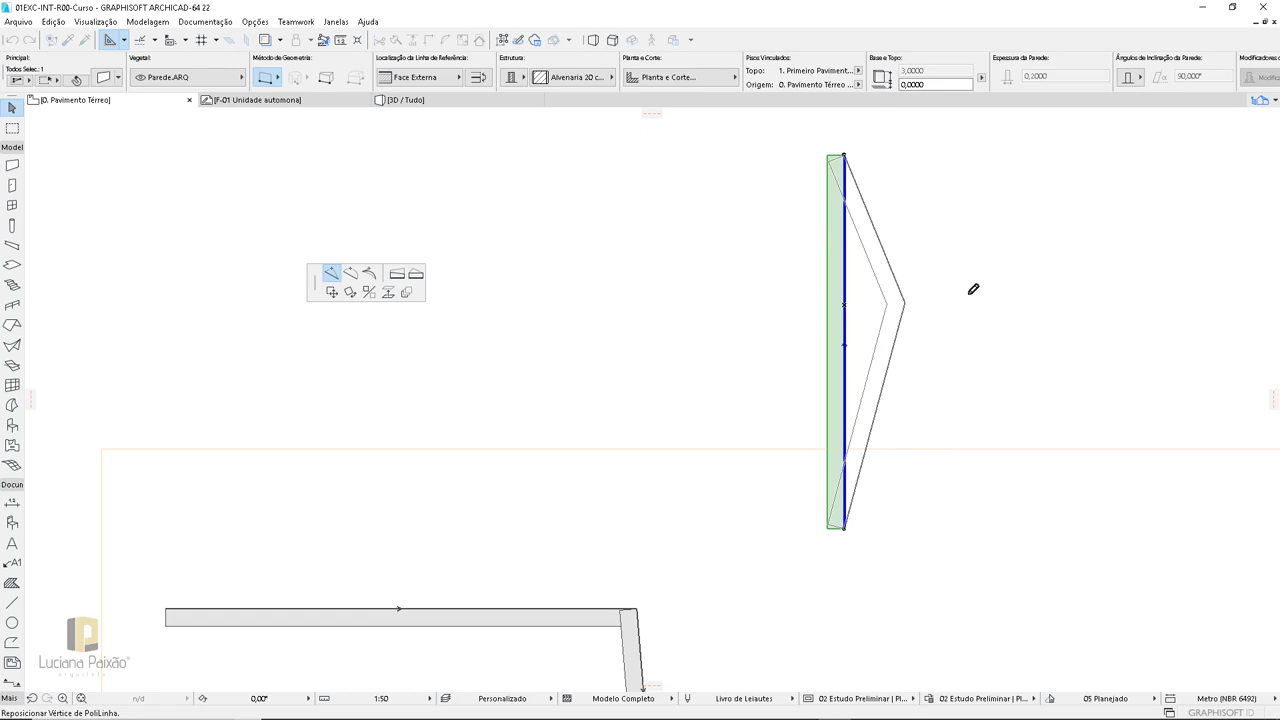 01EXC-INT-R00-Curso - GRAPHISOFT ARCHICAD-64 22
Arquivo Edição Visualização Modelagem Documentação Opções Teamwork Janelas Ajuda
Principal: Vegetal: Método de Geometria: Localização da Linha de Referência: Estrutura: Planta e Corte: Pisos Vinculados: Base e Topo: Espessura da Parede: Ângulos de Inclinação da Parede: Modificadores
Todos Selec.: 1
Parede.ARQ
Face Externa
Alvenaria 20 c...
Planta e Corte...
Topo: 1. Primeiro Paviment...
Origem: 0. Pavimento Térreo ...
3,0000
0,0000
0,2000
90,000°
[0. Pavimento Térreo] [F-01 Unidade automona] [3D / Tudo]
Model
Docun
A
A1
Luciana Paixão
arquiteta
Mais n/d 0,00° 1:50 Personalizado Modelo Completo Livro de Leiautes 02 Estudo Preliminar | Pl... 02 Estudo Preliminar | Pl... 05 Planejado Metro (NBR 6492)
Reposicionar Vértice de PoliLinha. GRAPHISOFT ID